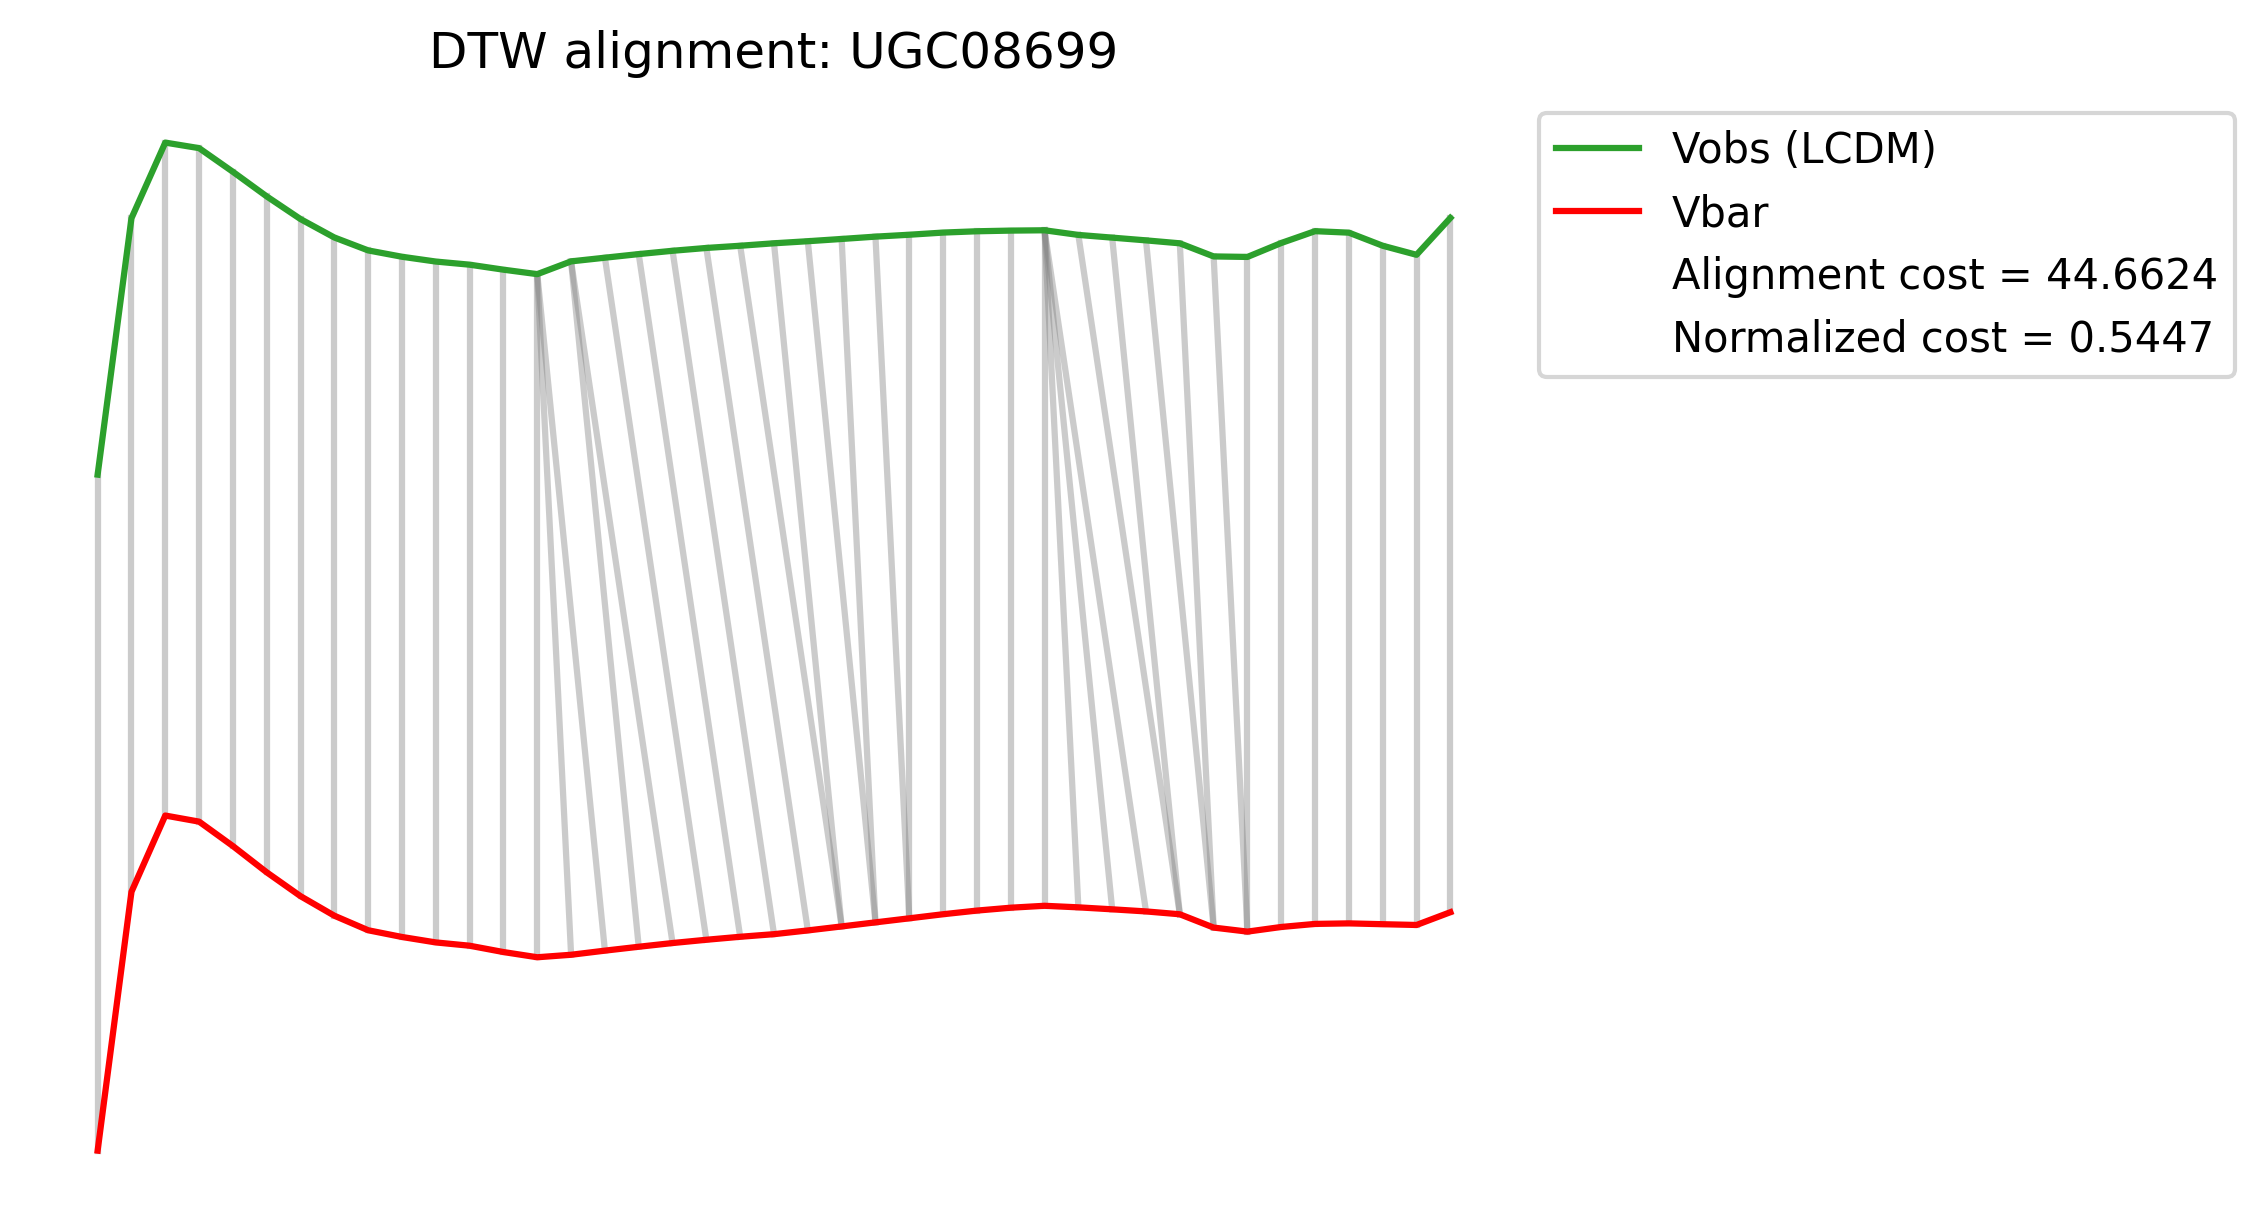 DTW alignment: UGC08699
Vobs (LCDM)
Vbar
Alignment cost = 44.6624
Normalized cost = 0.5447